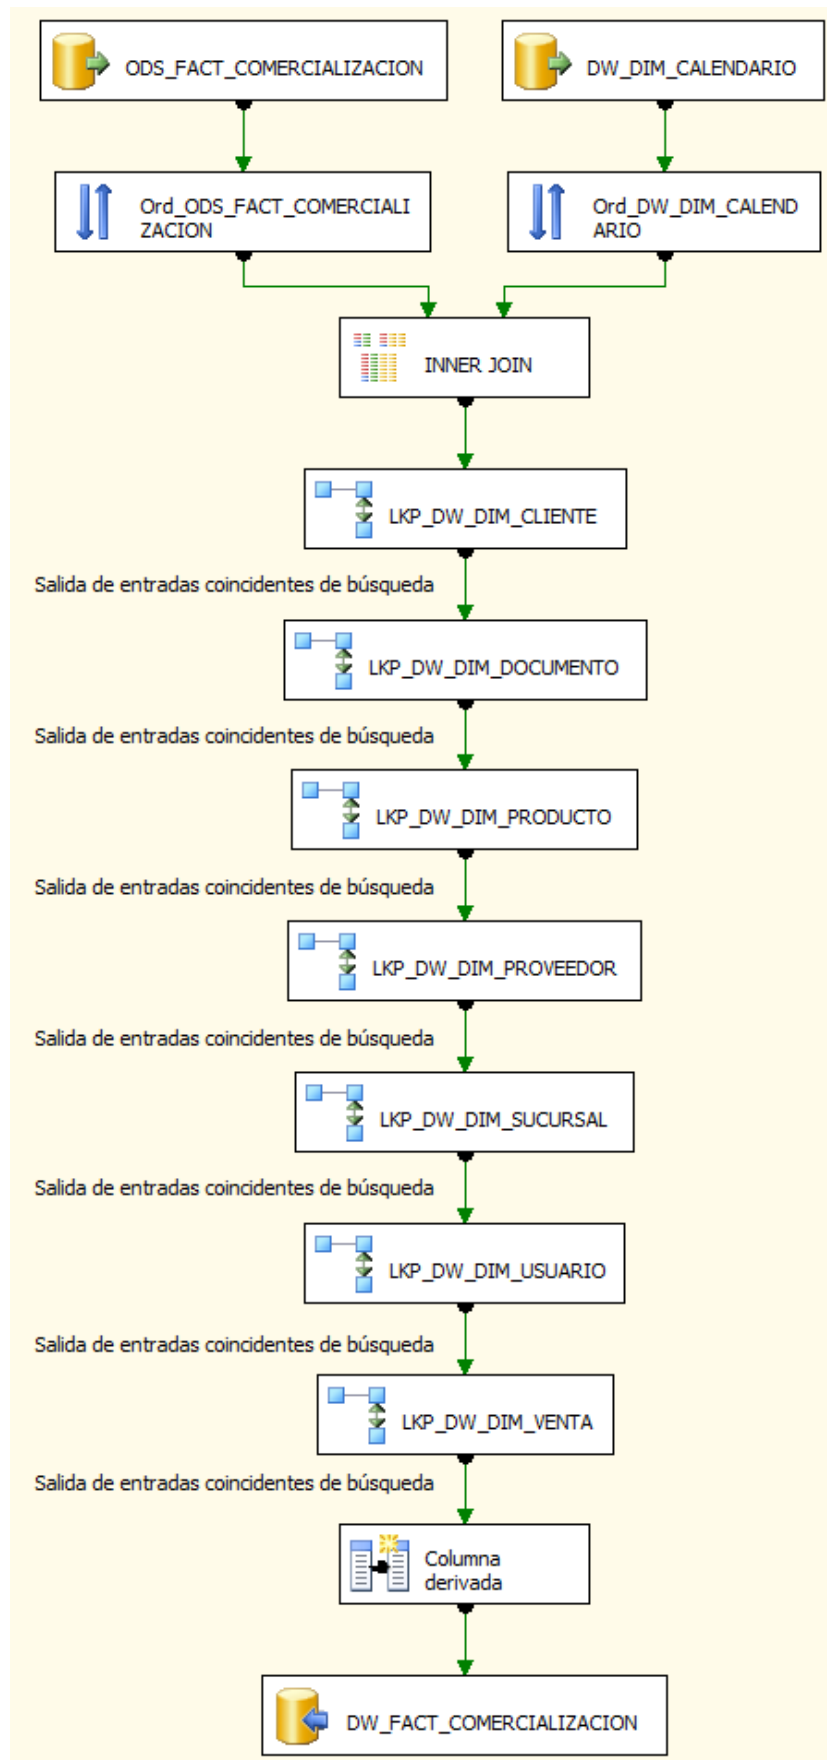 ODS_FACT_COMERCIALIZACION
DW_DIM_CALENDARIO
Ord_ODS_FACT_COMERCIALI
ZACION
Ord_DW_DIM_CALEND
ARIO
INNER JOIN
LKP_DW_DIM_CLIENTE
Salida de entradas coincidentes de búsqueda
LKP_DW_DIM_DOCUMENTO
Salida de entradas coincidentes de búsqueda
LKP_DW_DIM_PRODUCTO
Salida de entradas coincidentes de búsqueda
LKP_DW_DIM_PROVEEDOR
Salida de entradas coincidentes de búsqueda
LKP_DW_DIM_SUCURSAL
Salida de entradas coincidentes de búsqueda
LKP_DW_DIM_USUARIO
Salida de entradas coincidentes de búsqueda
LKP_DW_DIM_VENTA
Salida de entradas coincidentes de búsqueda
Columna
derivada
DW_FACT_COMERCIALIZACION